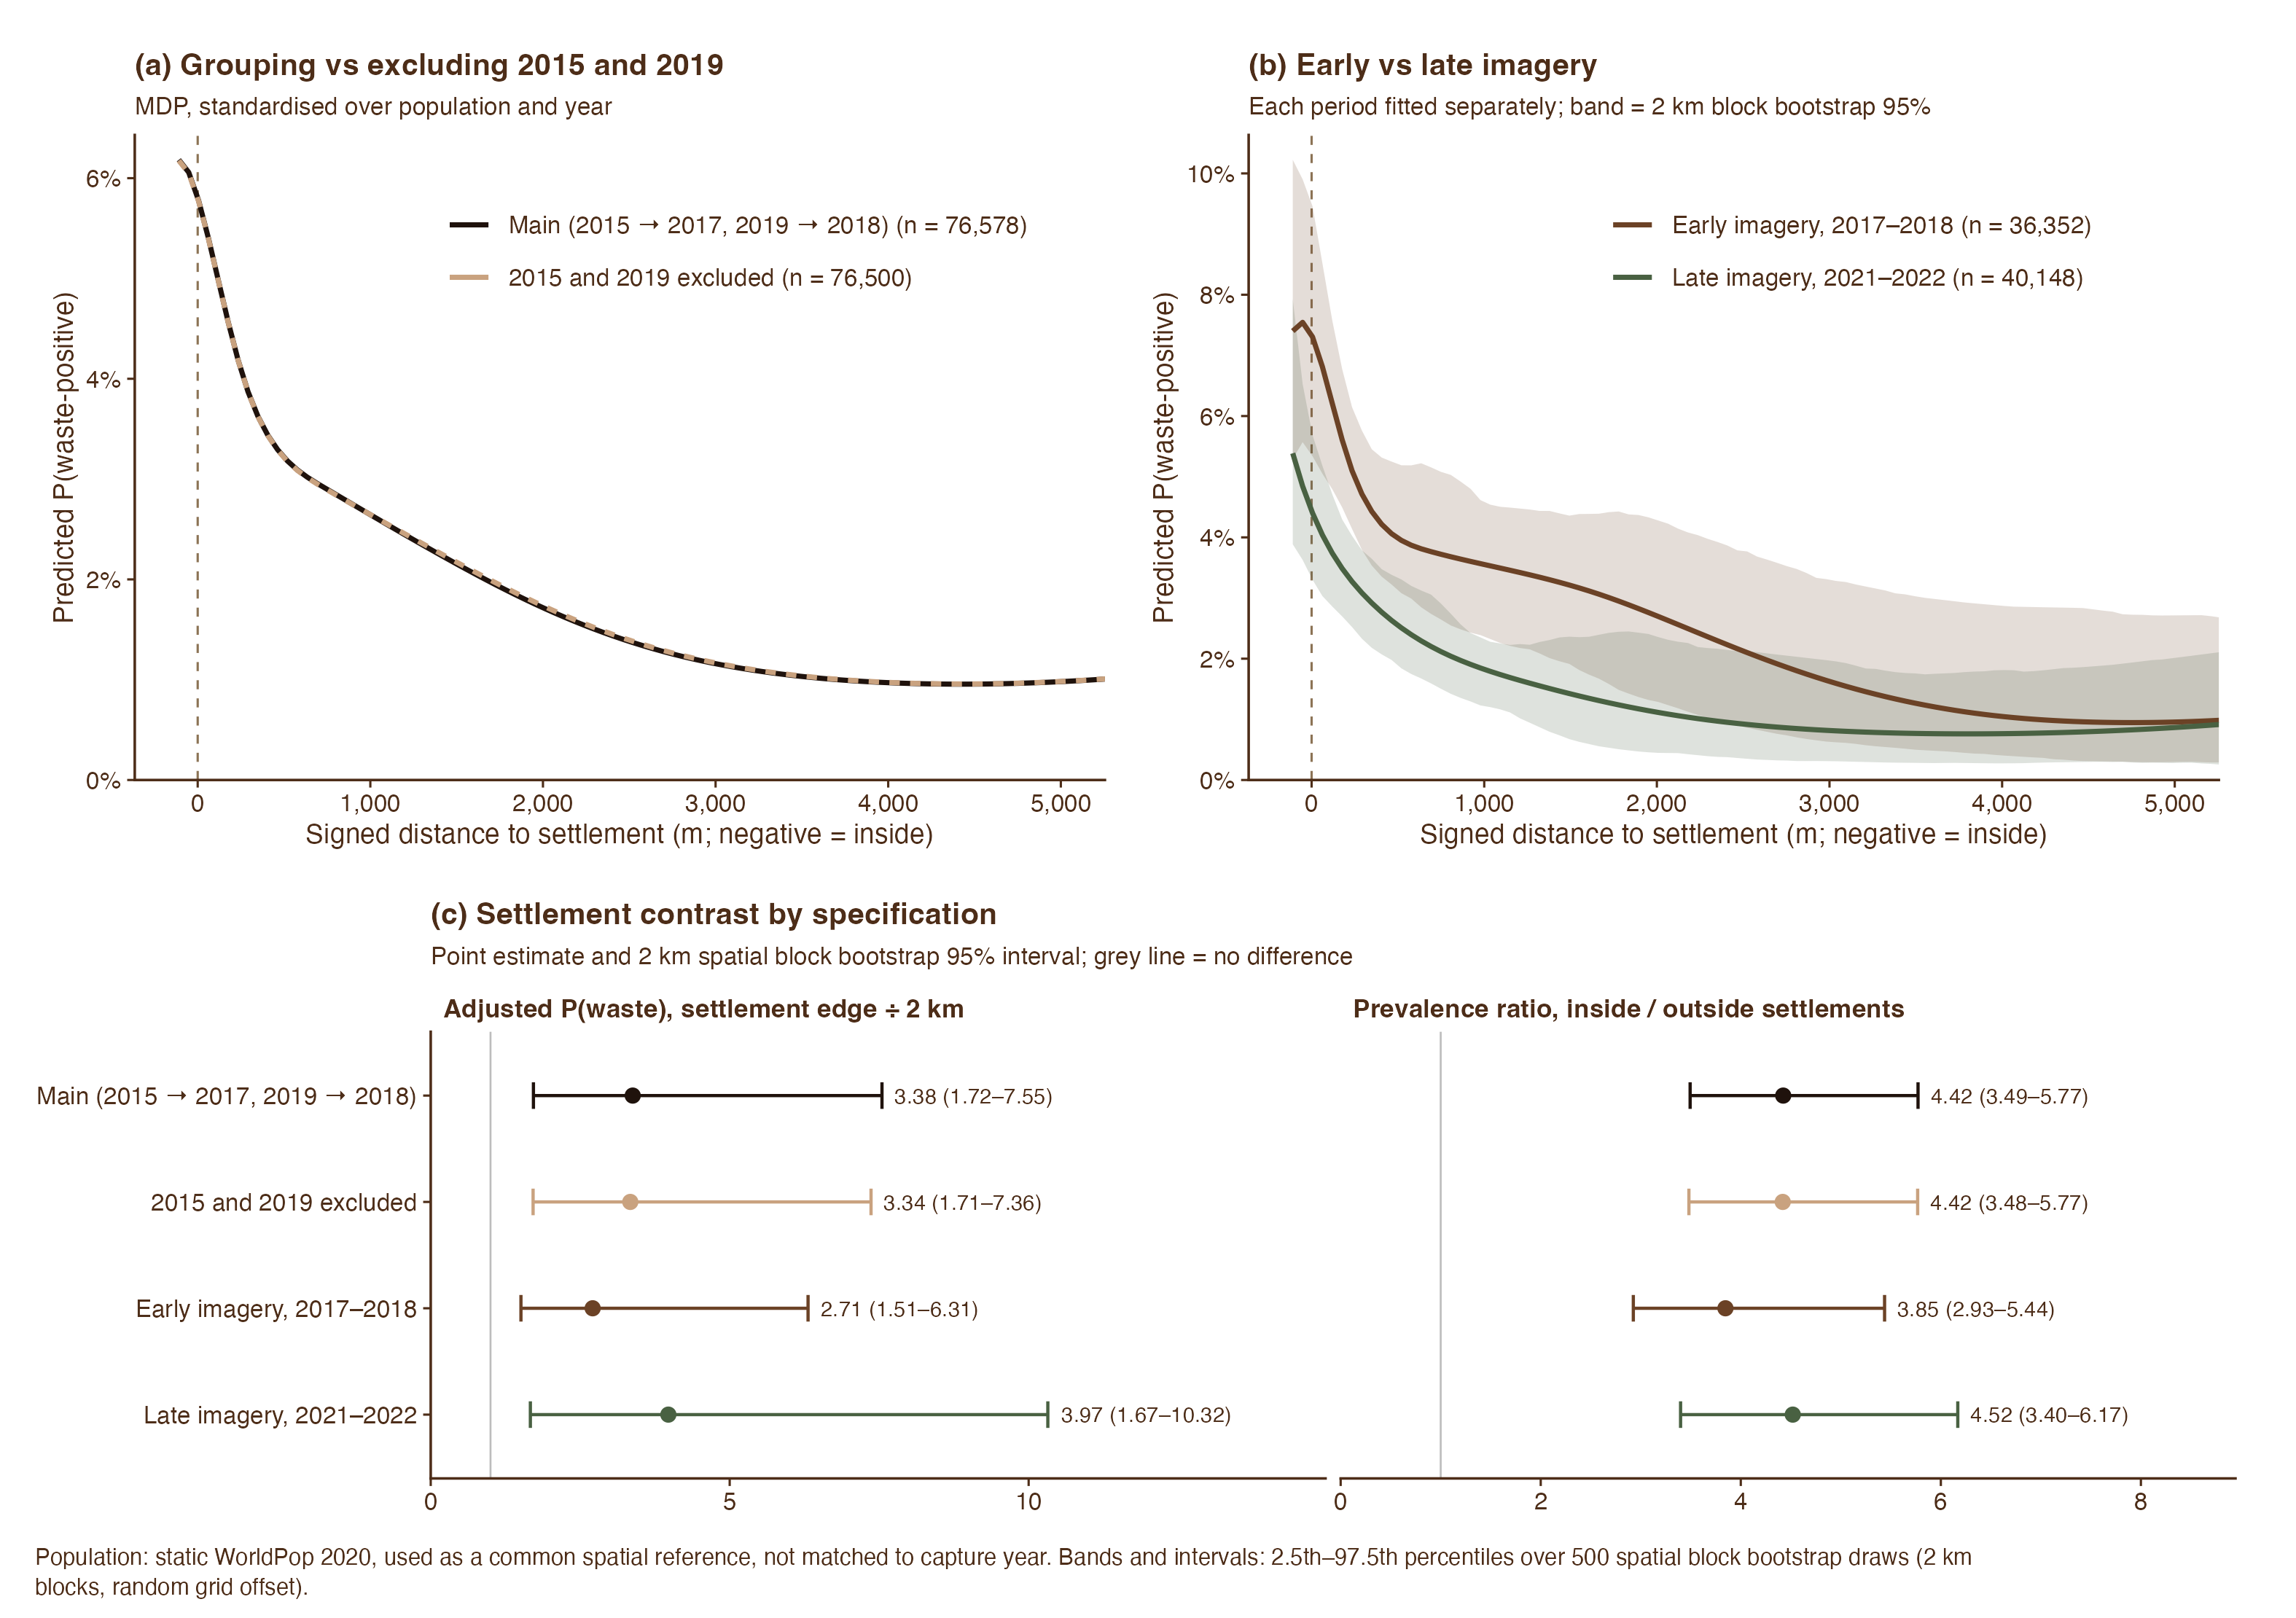 (a) Grouping vs excluding 2015 and 2019
MDP, standardised over population and year
Predicted P(waste-positive)
6%
4%
2%
0%
Main (2015 → 2017, 2019 → 2018) (n = 76,578)
2015 and 2019 excluded (n = 76,500)
0
1,000
2,000
3,000
4,000
5,000
Signed distance to settlement (m; negative = inside)
(b) Early vs late imagery
Each period fitted separately; band = 2 km block bootstrap 95%
Predicted P(waste-positive)
10%
8%
6%
4%
2%
0%
Early imagery, 2017–2018 (n = 36,352)
Late imagery, 2021–2022 (n = 40,148)
0
1,000
2,000
3,000
4,000
5,000
Signed distance to settlement (m; negative = inside)
(c) Settlement contrast by specification
Point estimate and 2 km spatial block bootstrap 95% interval; grey line = no difference
Adjusted P(waste), settlement edge ÷ 2 km
Prevalence ratio, inside / outside settlements
Main (2015 → 2017, 2019 → 2018)
3.38 (1.72–7.55)
4.42 (3.49–5.77)
2015 and 2019 excluded
3.34 (1.71–7.36)
4.42 (3.48–5.77)
Early imagery, 2017–2018
2.71 (1.51–6.31)
3.85 (2.93–5.44)
Late imagery, 2021–2022
3.97 (1.67–10.32)
4.52 (3.40–6.17)
0
5
10
0
2
4
6
8
Population: static WorldPop 2020, used as a common spatial reference, not matched to capture year. Bands and intervals: 2.5th–97.5th percentiles over 500 spatial block bootstrap draws (2 km
blocks, random grid offset).